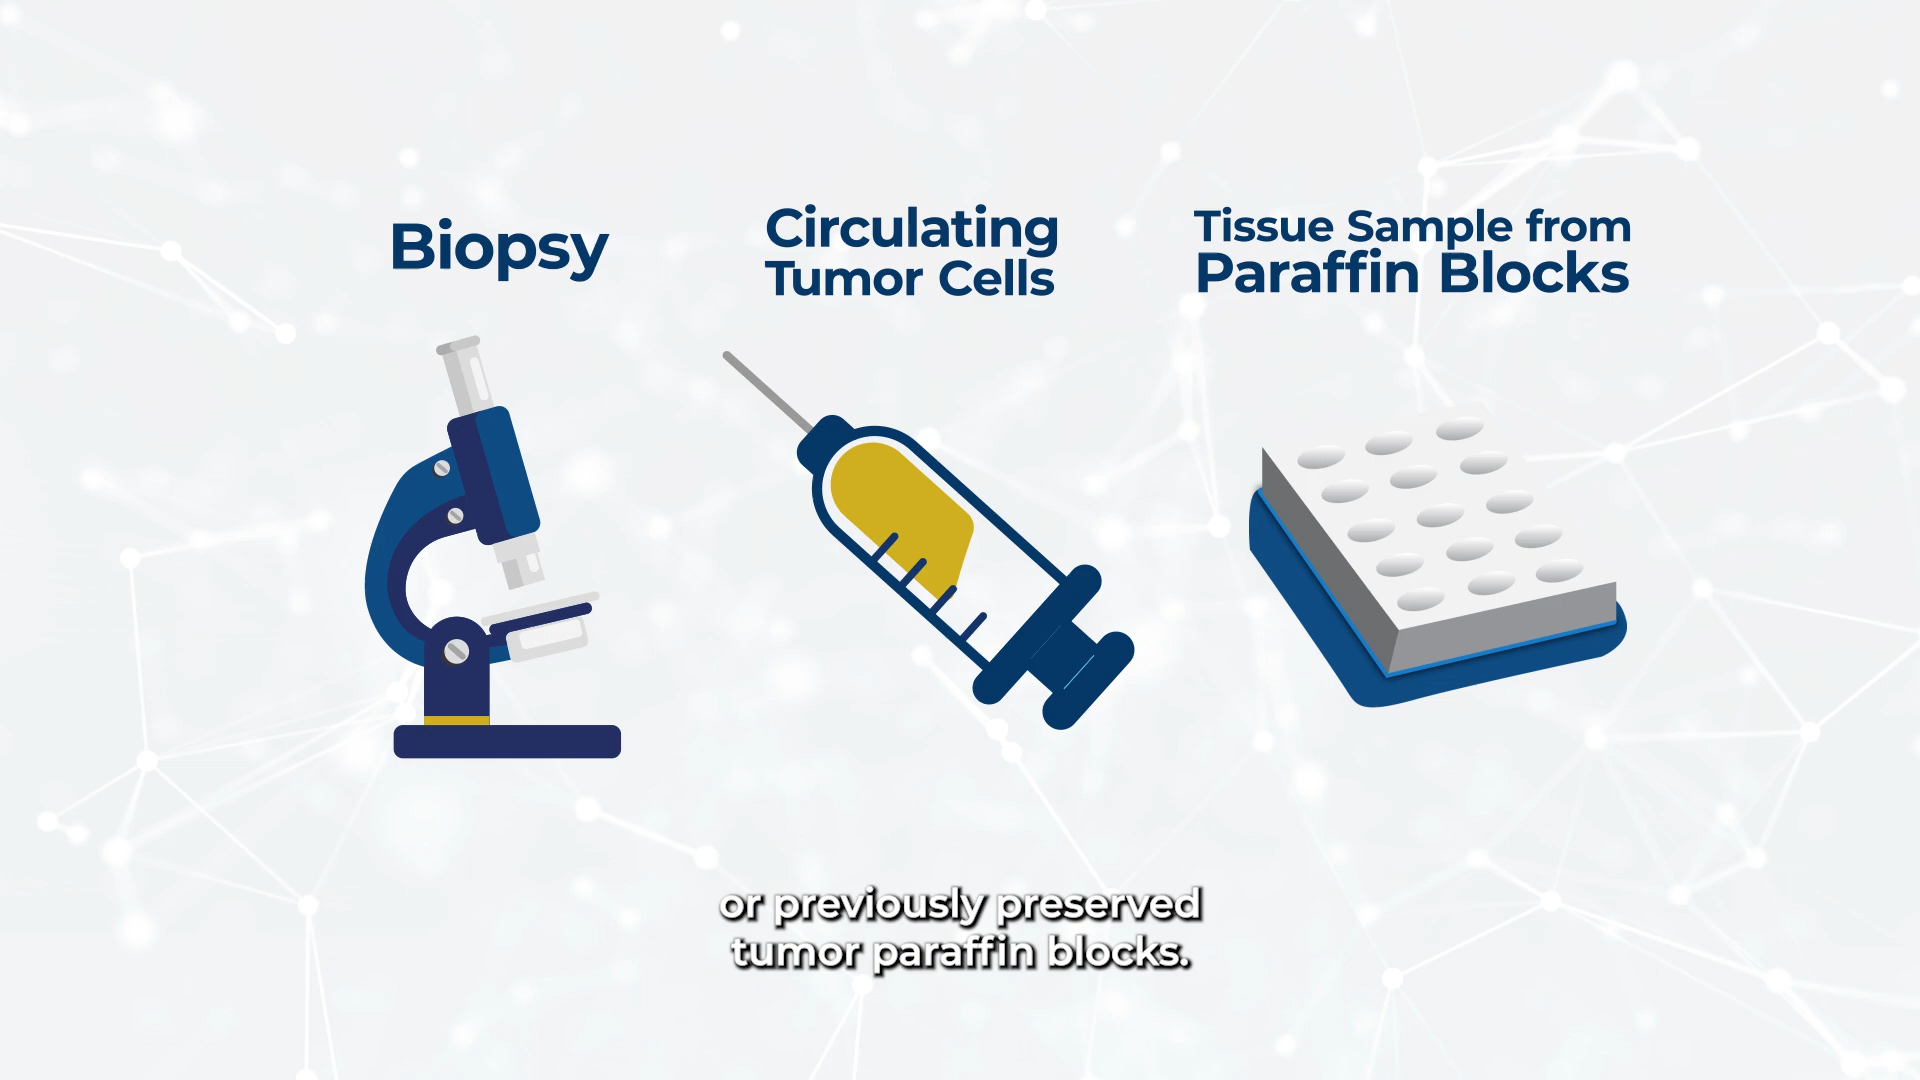 Biopsy
Circulating
Tumor Cells
Tissue Sample from
Paraffin Blocks
or previously preserved
tumor paraffin blocks.